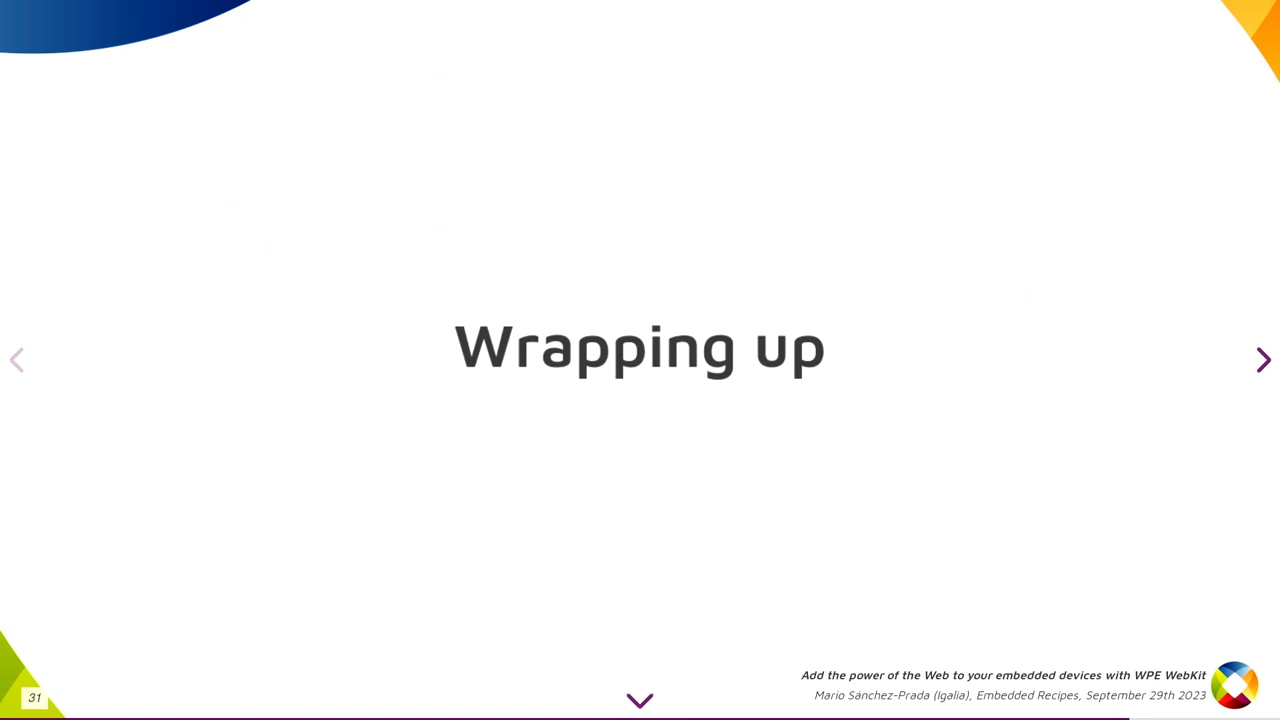 Wrapping up
31
Add the power of the Web to your embedded devices with WPE WebKit
Mario Sánchez-Prada (Igalia), Embedded Recipes, September 29th 2023